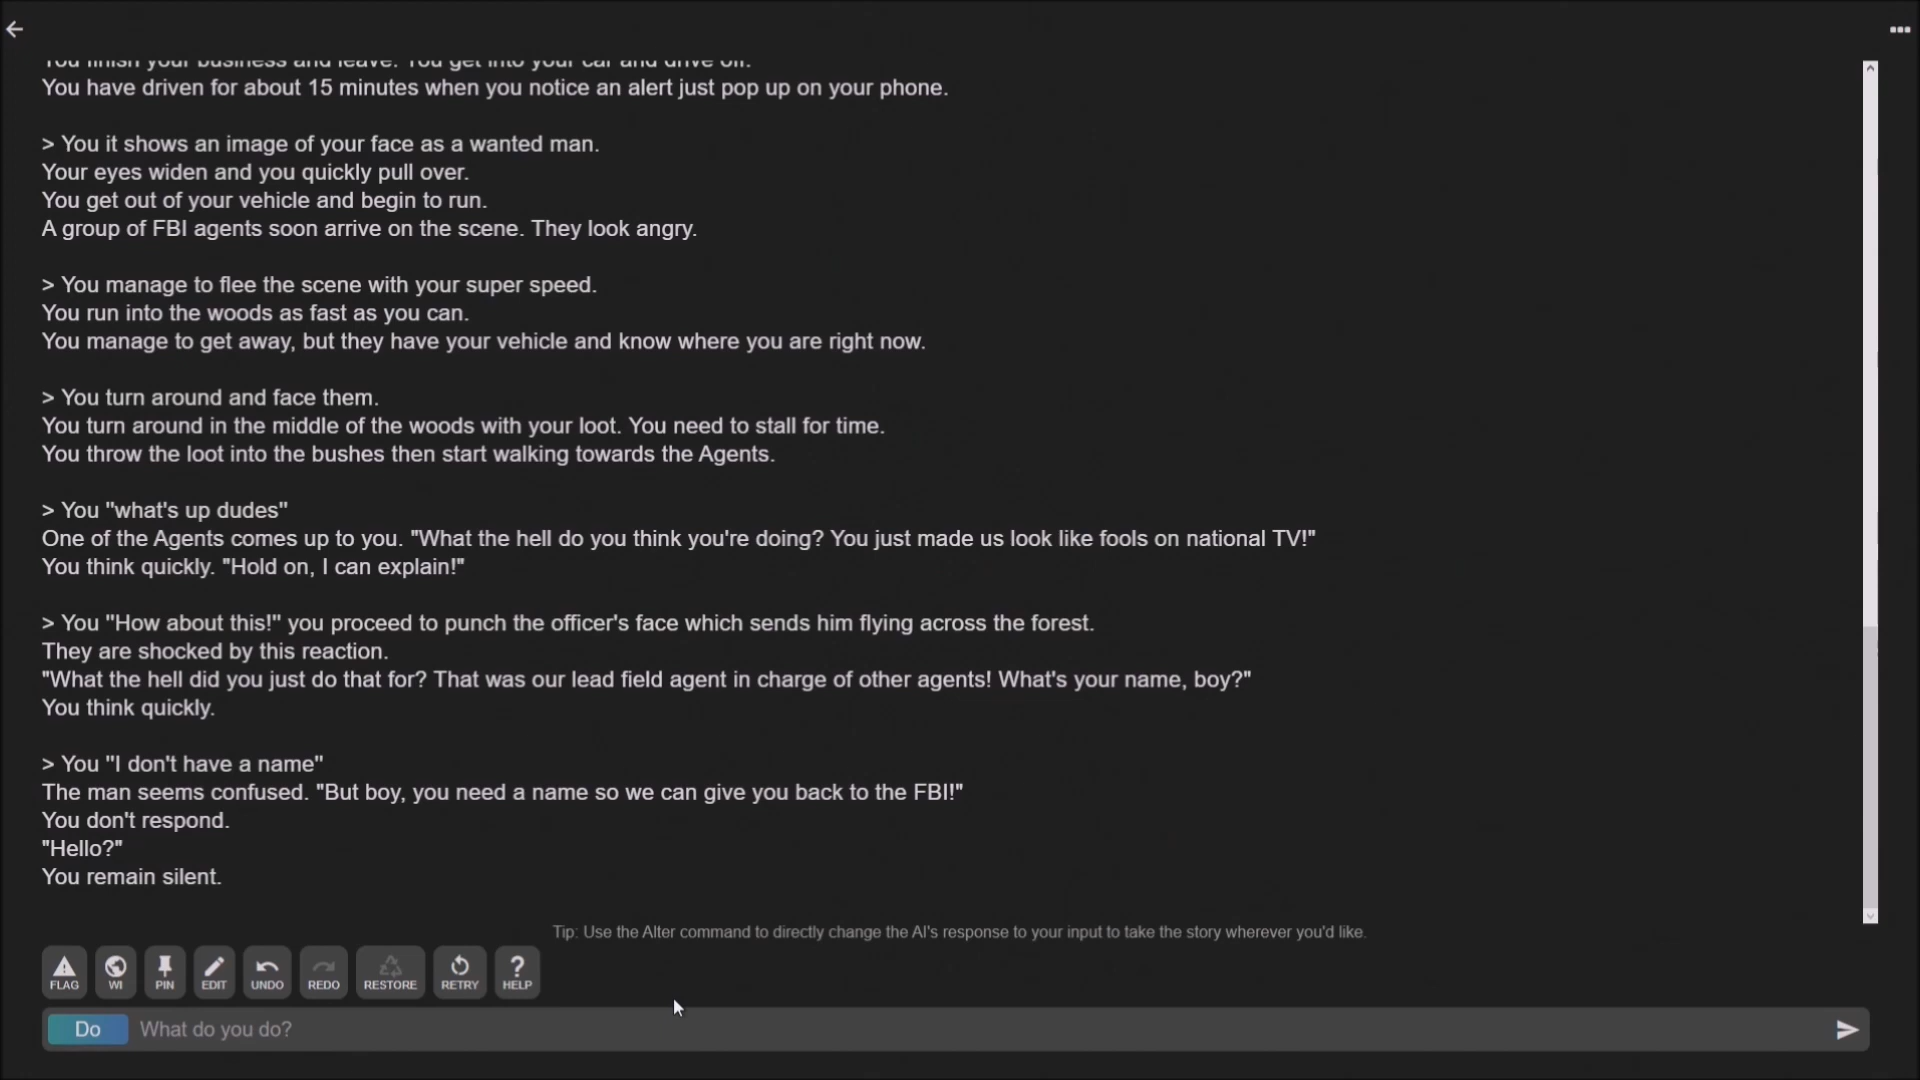 You finish your business and leave. You get into your car and drive off.
You have driven for about 15 minutes when you notice an alert just pop up on your phone.
> You it shows an image of your face as a wanted man.
Your eyes widen and you quickly pull over.
You get out of your vehicle and begin to run.
A group of FBI agents soon arrive on the scene. They look angry.
> You manage to flee the scene with your super speed.
You run into the woods as fast as you can.
You manage to get away, but they have your vehicle and know where you are right now.
> You turn around and face them.
You turn around in the middle of the woods with your loot. You need to stall for time.
You throw the loot into the bushes then start walking towards the Agents.
> You "what's up dudes"
One of the Agents comes up to you. "What the hell do you think you're doing? You just made us look like fools on national TV!"
You think quickly. "Hold on, I can explain!"
> You "How about this!" you proceed to punch the officer's face which sends him flying across the forest.
They are shocked by this reaction.
"What the hell did you just do that for? That was our lead field agent in charge of other agents! What's your name, boy?"
You think quickly.
> You "I don't have a name"
The man seems confused. "But boy, you need a name so we can give you back to the FBI!"
You don't respond.
"Hello?"
You remain silent.
Tip: Use the Alter command to directly change the AI's response to your input to take the story wherever you'd like.
FLAG WI PIN EDIT UNDO REDO RESTORE RETRY HELP
Do What do you do?